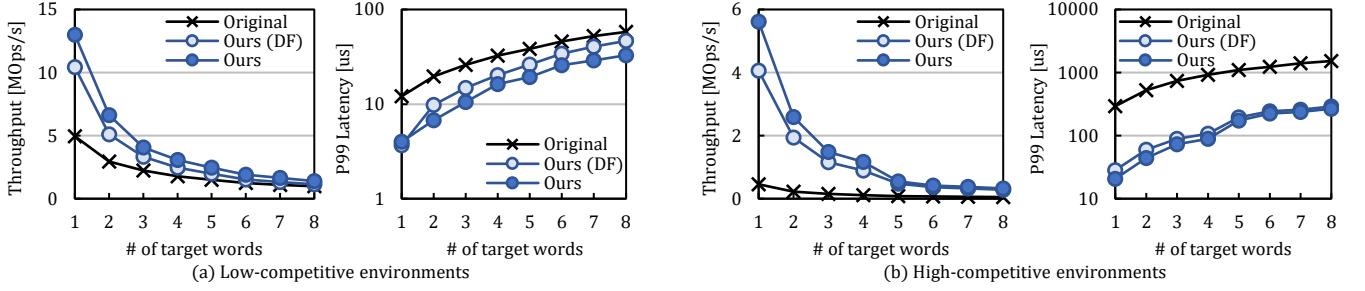 Throughput [MOps/s]
15
10
5
0
Original
Ours (DF)
Ours
1 2 3 4 5 6 7 8
# of target words
P99 Latency [us]
100
10
1
Original
Ours (DF)
Ours
1 2 3 4 5 6 7 8
# of target words
(a) Low-competitive environments
Throughput [MOps/s]
6
4
2
0
Original
Ours (DF)
Ours
1 2 3 4 5 6 7 8
# of target words
P99 Latency [us]
10000
1000
100
10
Original
Ours (DF)
Ours
1 2 3 4 5 6 7 8
# of target words
(b) High-competitive environments